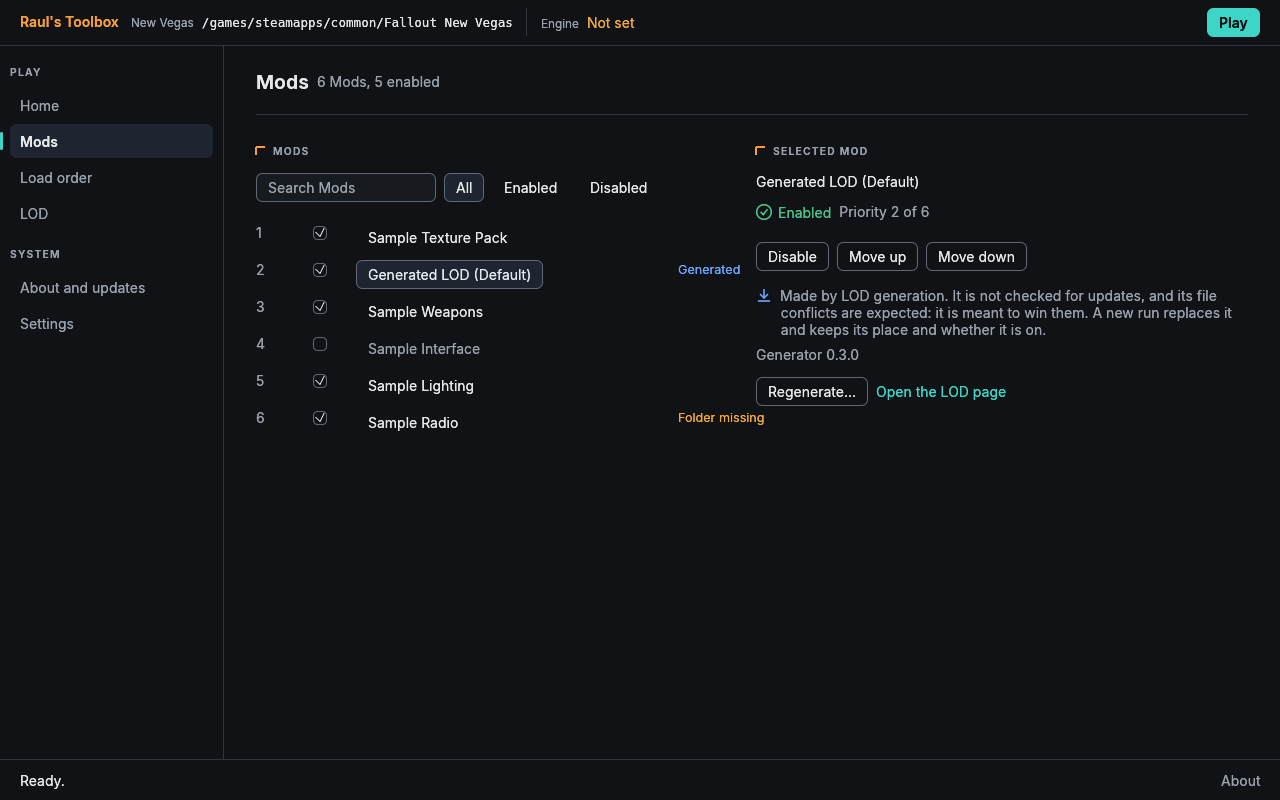 Raul's Toolbox New Vegas /games/steamapps/common/Fallout New Vegas Engine Not set Play
PLAY
Home
Mods
Load order
LOD
SYSTEM
About and updates
Settings
Mods 6 Mods, 5 enabled
MODS
Search Mods All Enabled Disabled
1 Sample Texture Pack
2 Generated LOD (Default) Generated
3 Sample Weapons
4 Sample Interface
5 Sample Lighting
6 Sample Radio Folder missing
SELECTED MOD
Generated LOD (Default)
Enabled Priority 2 of 6
Disable Move up Move down
Made by LOD generation. It is not checked for updates, and its file
conflicts are expected: it is meant to win them. A new run replaces it
and keeps its place and whether it is on.
Generator 0.3.0
Regenerate... Open the LOD page
Ready. About